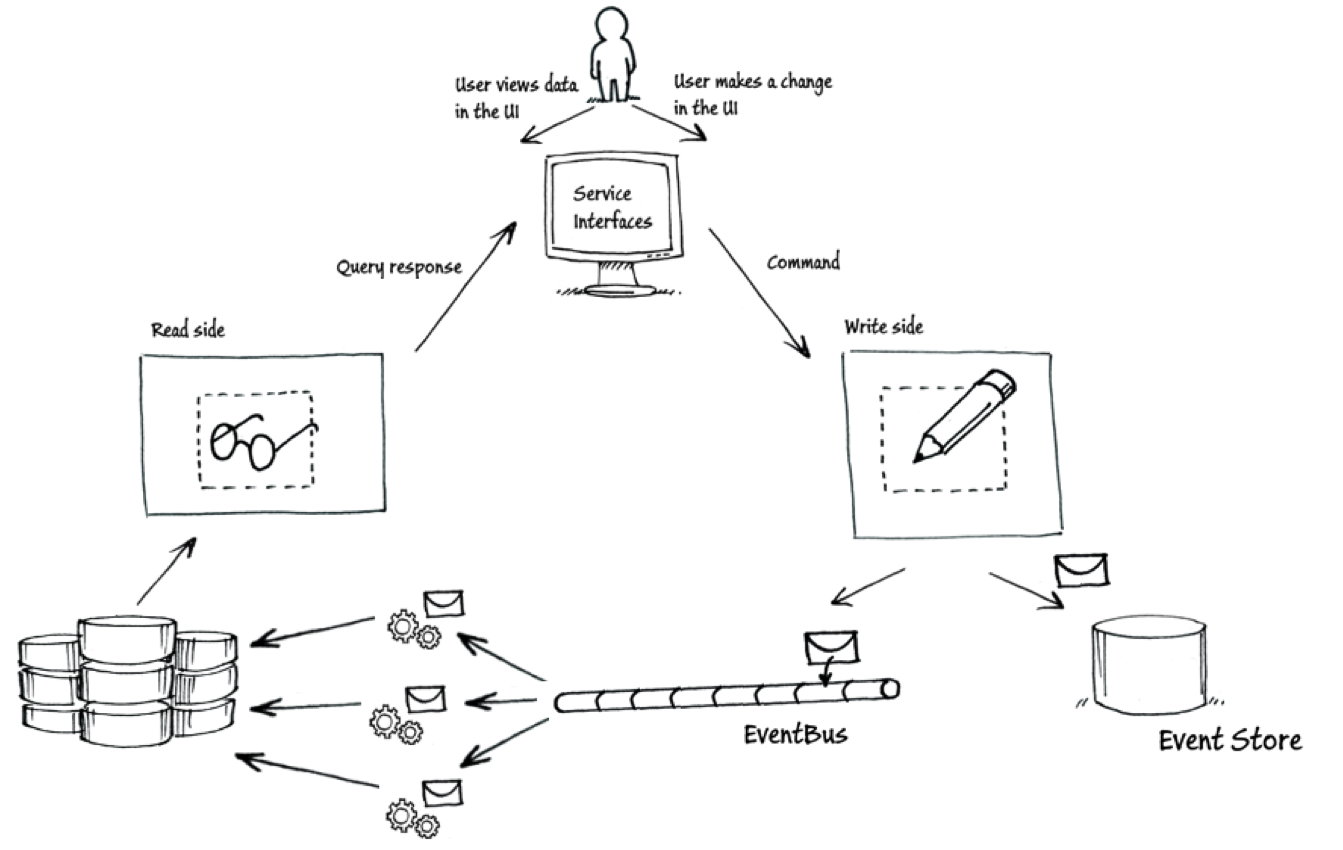 User views data
in the UI
User makes a change
in the UI
Service
Interfaces
Query response
Command
Read side
Write side
EventBus
Event Store